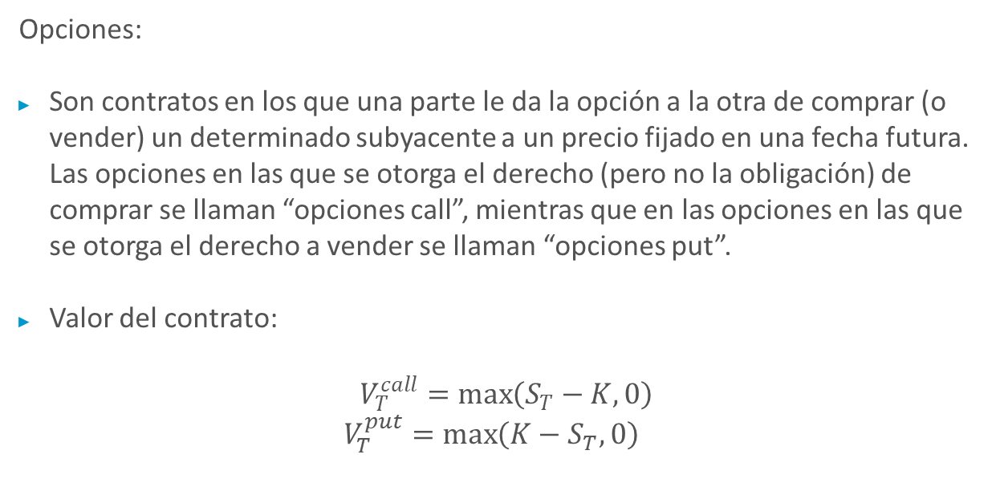 Opciones:
► Son contratos en los que una parte le da la opción a la otra de comprar (o
vender) un determinado subyacente a un precio fijado en una fecha futura.
Las opciones en las que se otorga el derecho (pero no la obligación) de
comprar se llaman “opciones call”, mientras que en las opciones en las que
se otorga el derecho a vender se llaman “opciones put”.
► Valor del contrato:
$V_T^{call} = \max(S_T - K, 0)$
$V_T^{put} = \max(K - S_T, 0)$